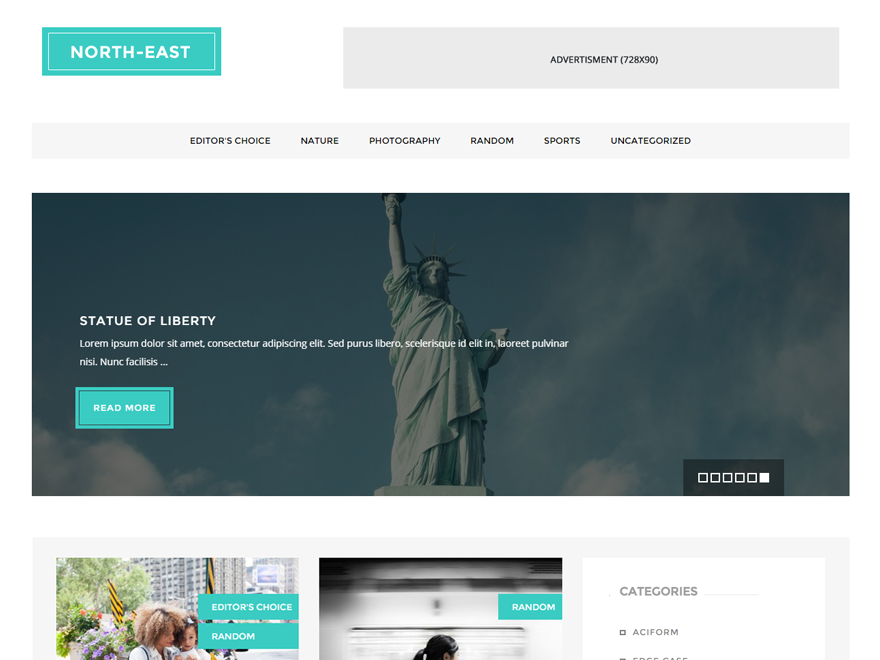 NORTH-EAST
ADVERTISMENT (728X90)
EDITOR'S CHOICE NATURE PHOTOGRAPHY RANDOM SPORTS UNCATEGORIZED
STATUE OF LIBERTY
Lorem ipsum dolor sit amet, consectetur adipiscing elit. Sed purus libero, scelerisque id elit in, laoreet pulvinar
nisi. Nunc facilisis ...
READ MORE
EDITOR'S CHOICE
RANDOM
RANDOM
CATEGORIES
ACIFORM
EDGE CASE